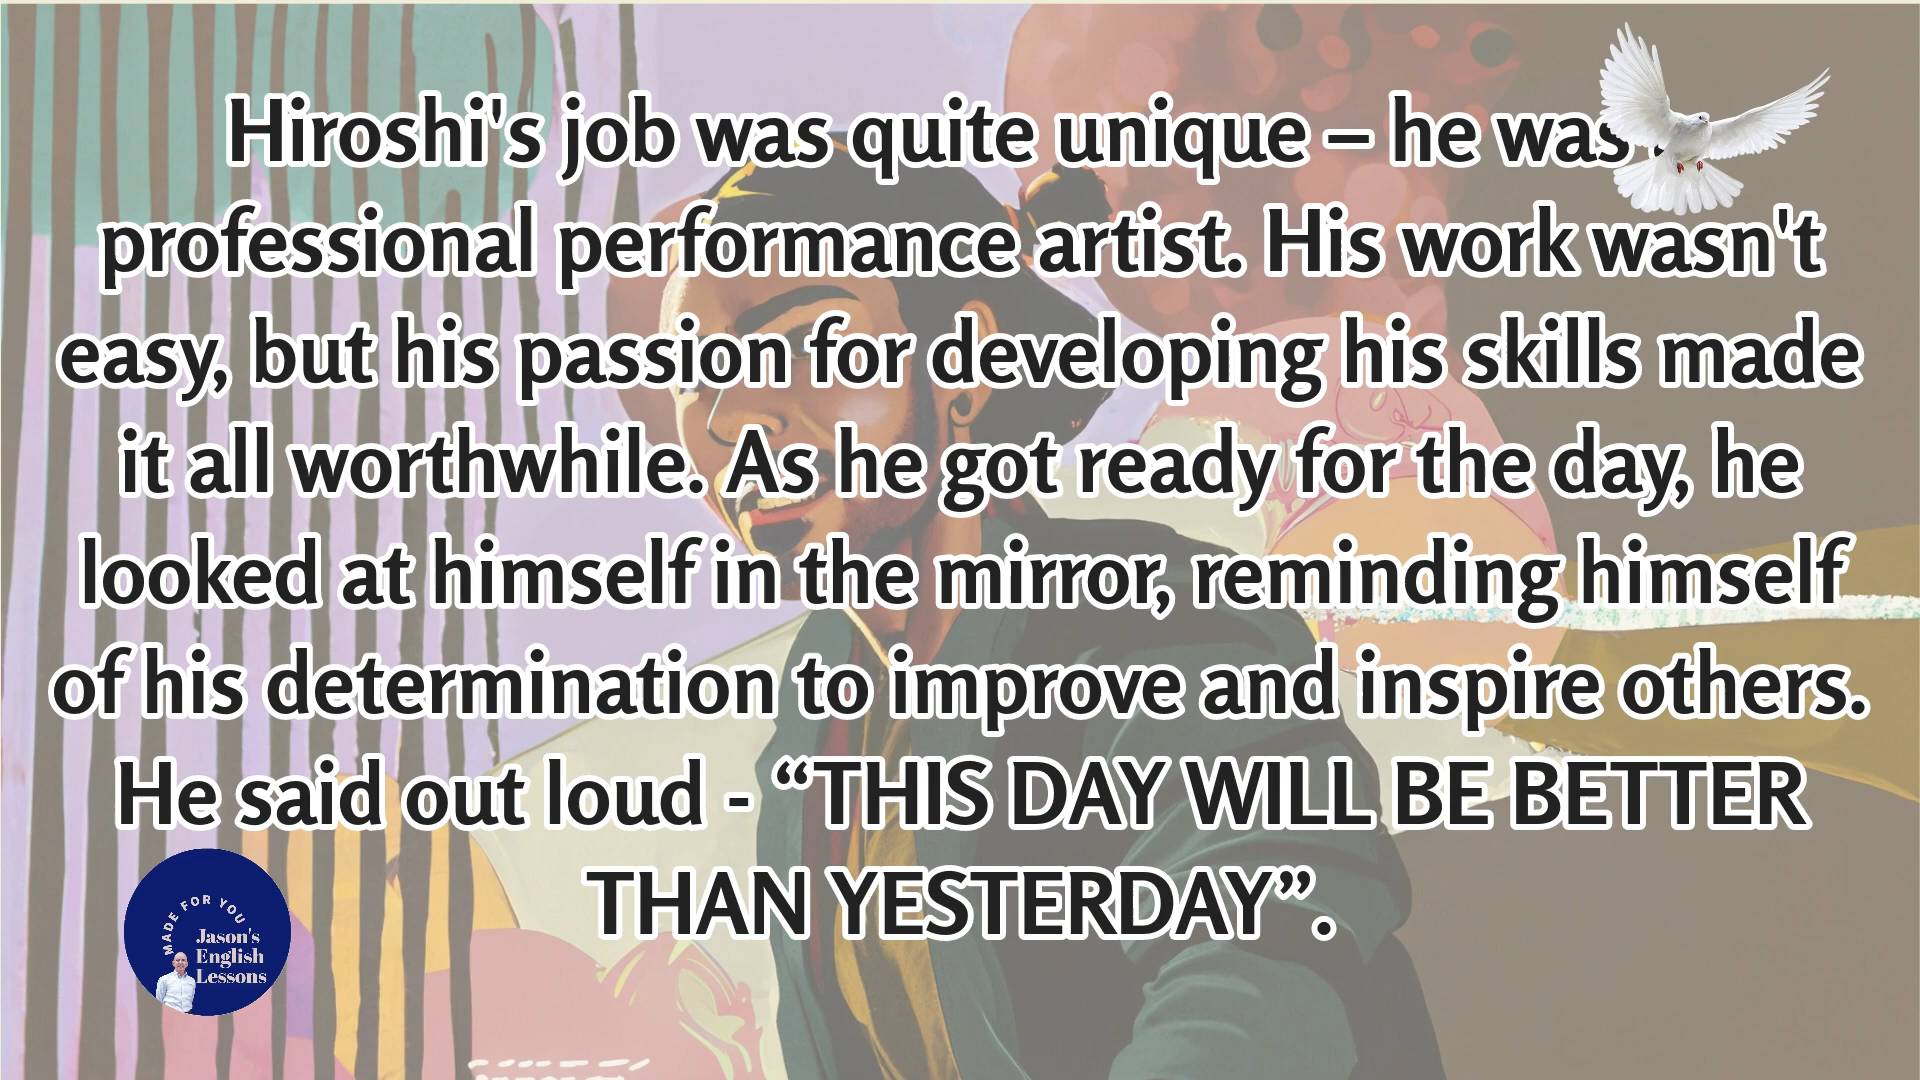 Hiroshi's job was quite unique – he was
professional performance artist. His work wasn't
easy, but his passion for developing his skills made
it all worthwhile. As he got ready for the day, he
looked at himself in the mirror, reminding himself
of his determination to improve and inspire others.
He said out loud - “THIS DAY WILL BE BETTER
THAN YESTERDAY”.
MADE FOR YOU
Jason's
English
Lessons